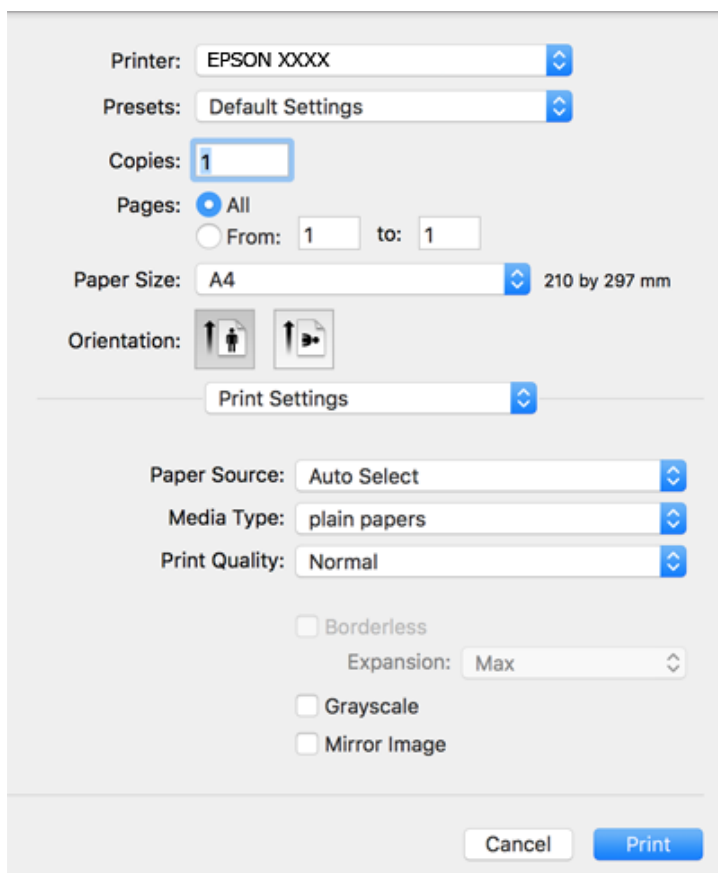 Printer: EPSON XXXX
Presets: Default Settings
Copies: 1
Pages: All
From: 1 to: 1
Paper Size: A4 210 by 297 mm
Orientation:
Print Settings
Paper Source: Auto Select
Media Type: plain papers
Print Quality: Normal
Borderless
Expansion: Max
Grayscale
Mirror Image
Cancel Print